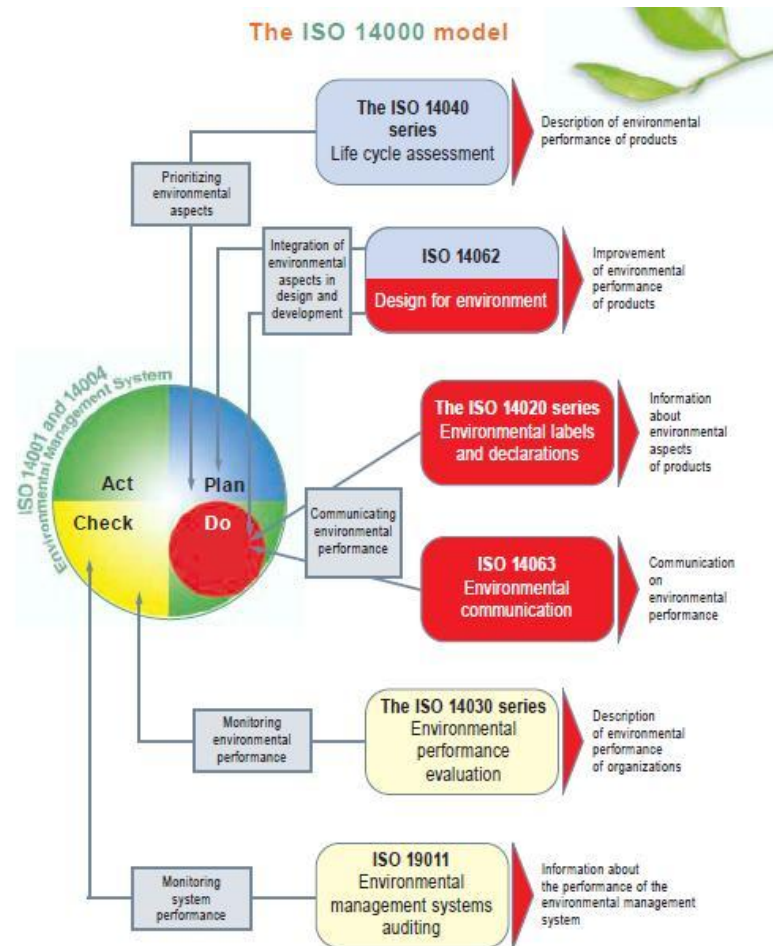 The ISO 14000 model
The ISO 14040
series
Life cycle assessment
Description of environmental
performance of products
Prioritizing
environmental
aspects
Integration of
environmental
aspects in
design and
development
ISO 14062
Design for environment
Improvement
of environmental
performance
of products
ISO 14001 and 14004
Environmental Management System
Act
Plan
Check
Do
The ISO 14020 series
Environmental labels
and declarations
Information
about
environmental
aspects
of products
Communicating
environmental
performance
ISO 14063
Environmental
communication
Communication
on
environmental
performance
Monitoring
environmental
performance
The ISO 14030 series
Environmental
performance
evaluation
Description
of environmental
performance
of organizations
Monitoring
system
performance
ISO 19011
Environmental
management systems
auditing
Information about
the performance of the
environmental management
system